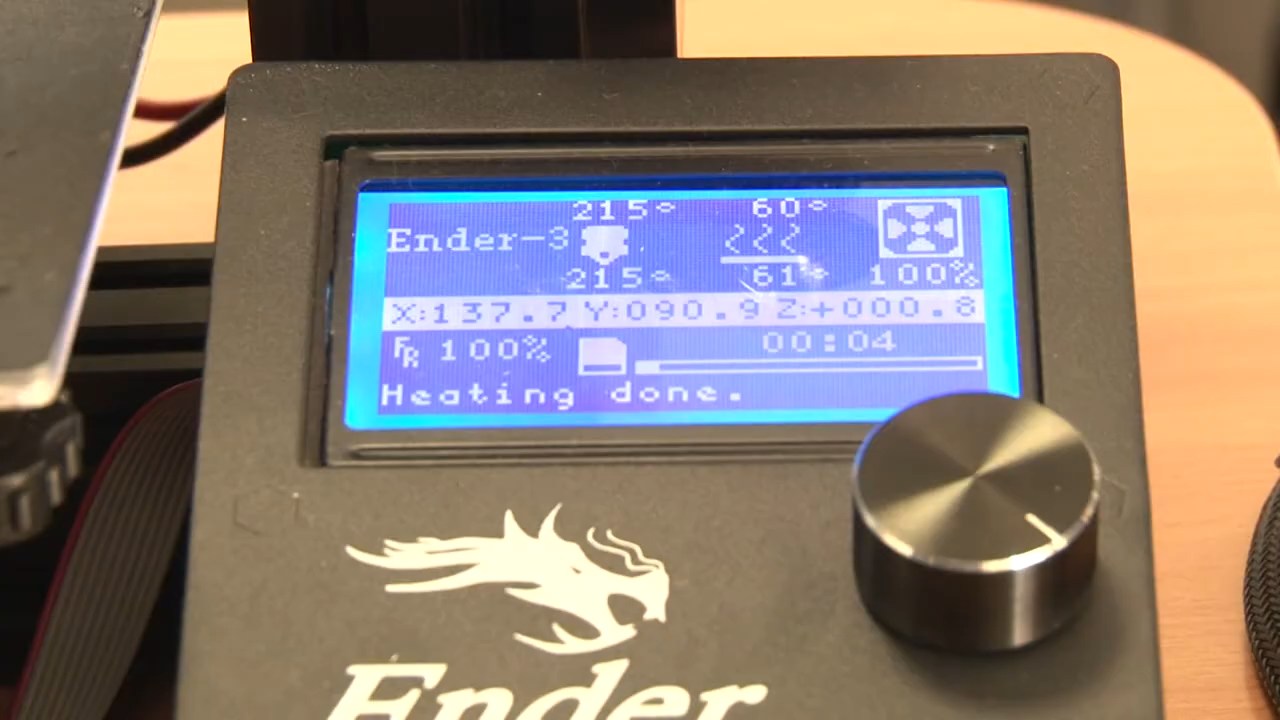 215° 60°
Ender-3
215° 61° 100%
X:137.7 Y:090.9 Z:+000.8
FR 100% 00:04
Heating done.
Ender